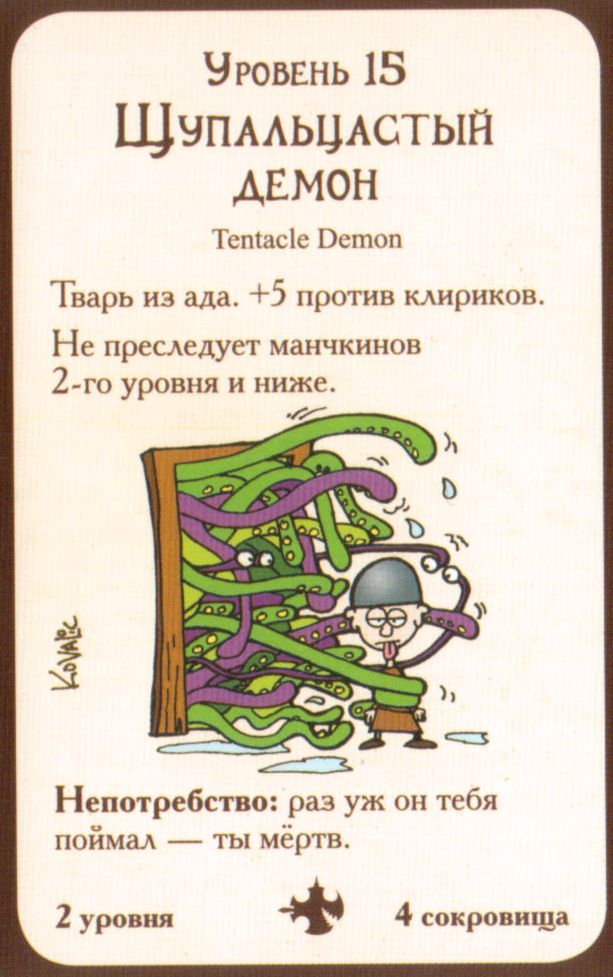 Уровень 15
Щупальцастый
демон
Tentacle Demon
Тварь из ада. +5 против клириков.
Не преследует манчкинов
2-го уровня и ниже.
Kovalic
Непотребство: раз уж он тебя
поймал — ты мёртв.
2 уровня 4 сокровища